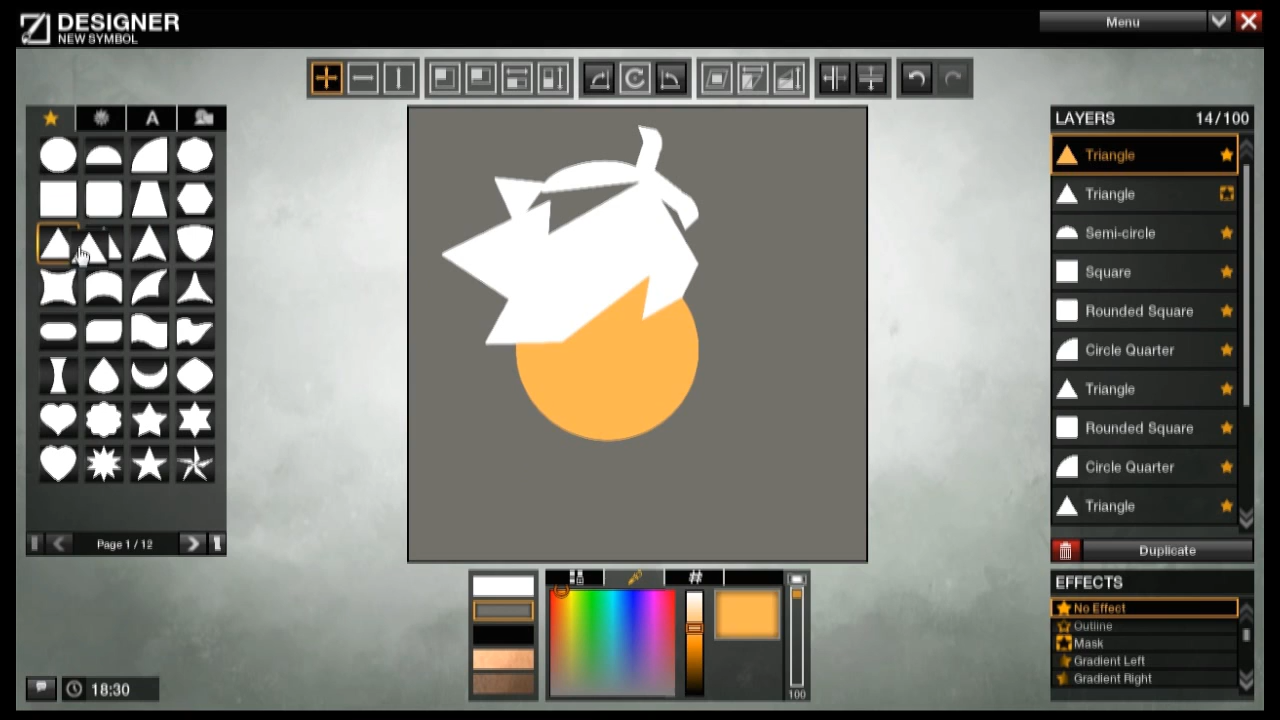 DESIGNER
NEW SYMBOL
Menu
A
LAYERS 14/100
Triangle
Triangle
Semi-circle
Square
Rounded Square
Circle Quarter
Triangle
Rounded Square
Circle Quarter
Triangle
Page 1 / 12
Duplicate
#
EFFECTS
No Effect
Outline
Mask
Gradient Left
Gradient Right
100
18:30